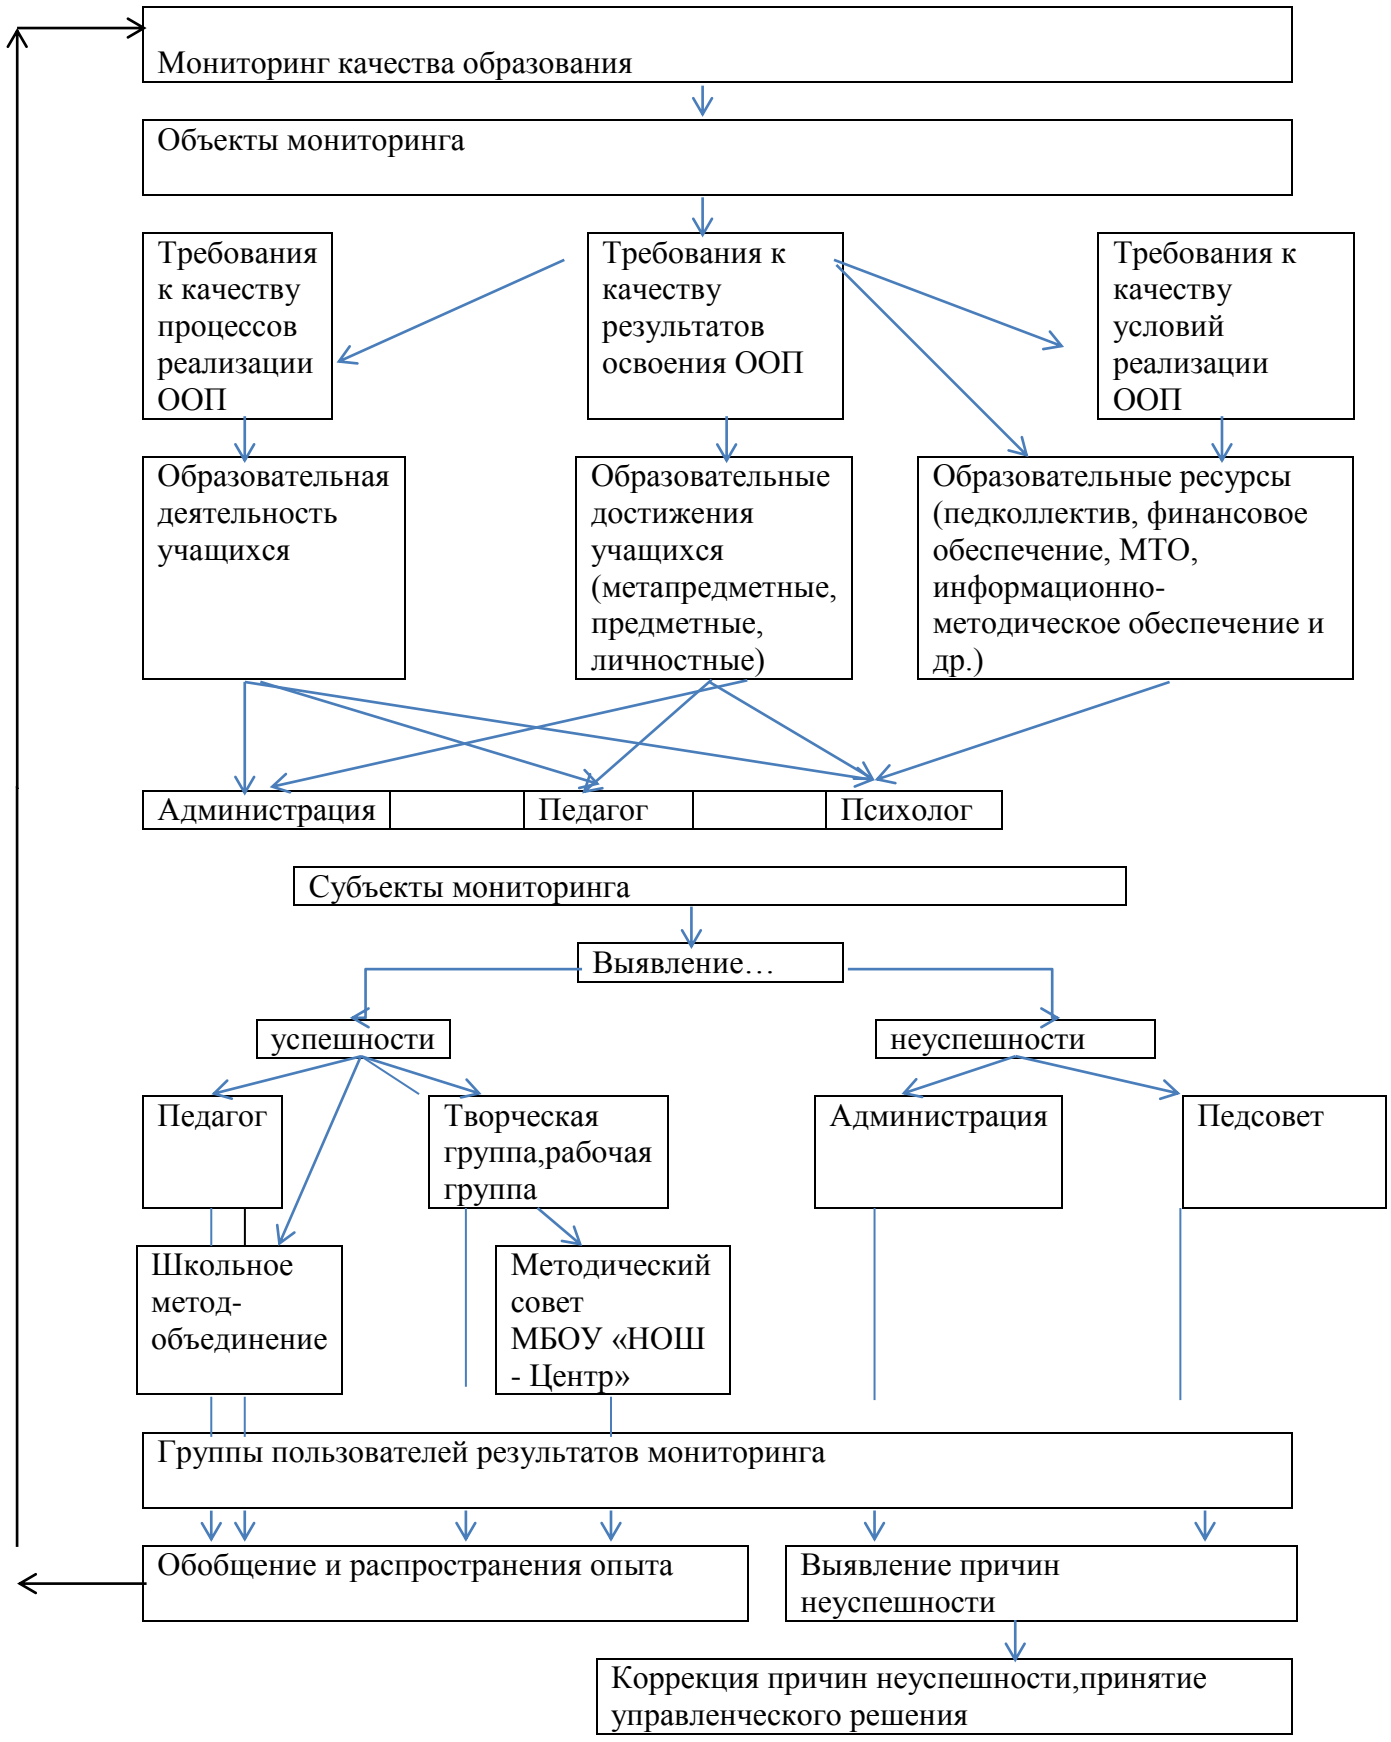 Мониторинг качества образования
Объекты мониторинга
Требования
к качеству
процессов
реализации
ООП
Требования к
качеству
результатов
освоения ООП
Требования к
качеству
условий
реализации
ООП
Образовательная
деятельность
учащихся
Образовательные
достижения
учащихся
(метапредметные,
предметные,
личностные)
Образовательные ресурсы
(педколлектив, финансовое
обеспечение, МТО,
информационно-
методическое обеспечение и
др.)
Администрация
Педагог
Психолог
Субъекты мониторинга
Выявление…
успешности
неуспешности
Педагог
Творческая
группа,рабочая
группа
Администрация
Педсовет
Школьное
метод-
объединение
Методический
совет
МБОУ «НОШ
- Центр»
Группы пользователей результатов мониторинга
Обобщение и распространения опыта
Выявление причин
неуспешности
Коррекция причин неуспешности,принятие
управленческого решения